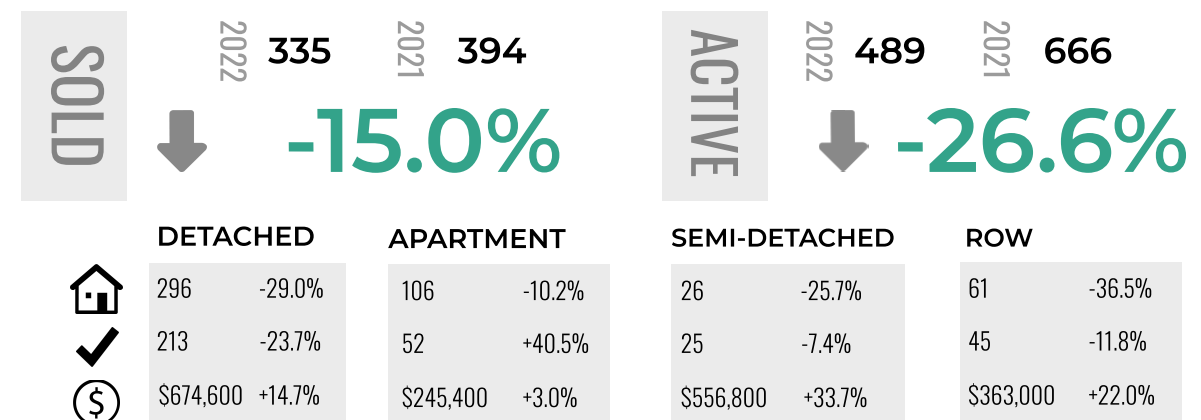 SOLD
2022 335 2021 394
-15.0%
ACTIVE
2022 489 2021 666
-26.6%
DETACHED APARTMENT SEMI-DETACHED ROW
296 -29.0% 106 -10.2% 26 -25.7% 61 -36.5%
213 -23.7% 52 +40.5% 25 -7.4% 45 -11.8%
$ $674,600 +14.7% $245,400 +3.0% $556,800 +33.7% $363,000 +22.0%